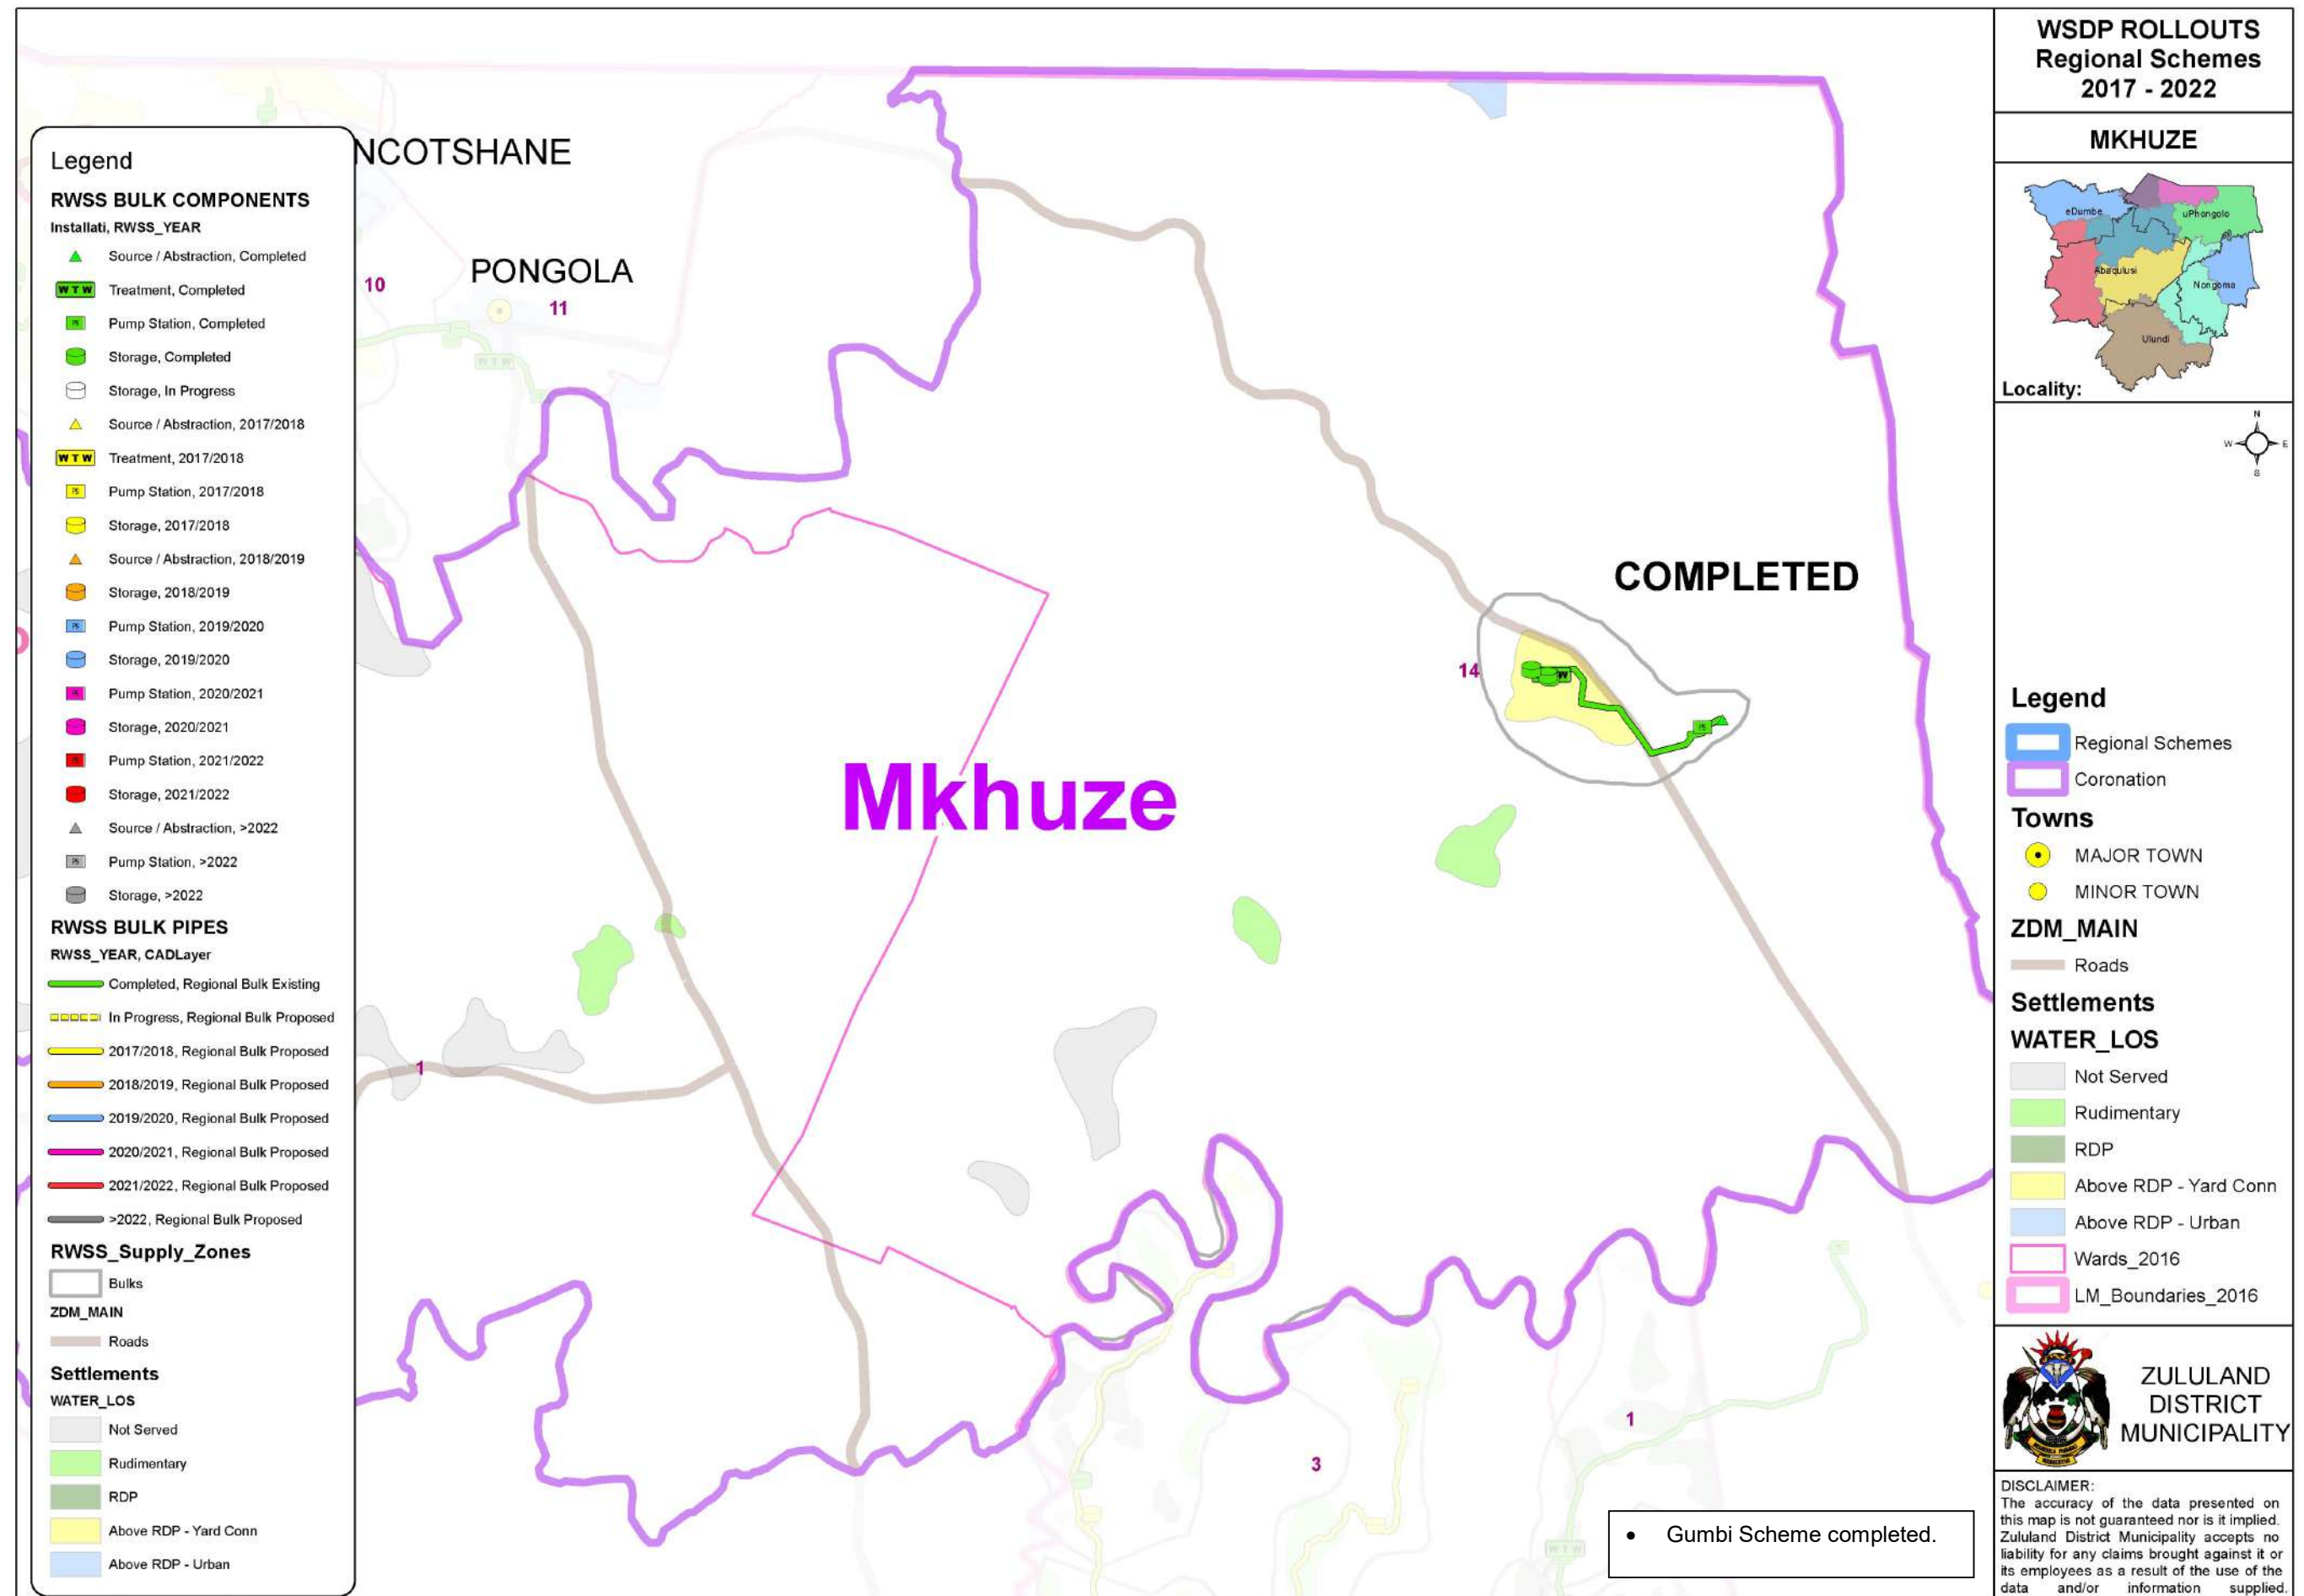 WSDP ROLLOUTS
Regional Schemes
2017 - 2022
MKHUZE
eDumbe
uPhongolo
Abaqulusi
Nongoma
Ulundi
Locality:
N
W
E
S
Legend
Regional Schemes
Coronation
Towns
MAJOR TOWN
MINOR TOWN
ZDM_MAIN
Roads
Settlements
WATER_LOS
Not Served
Rudimentary
RDP
Above RDP - Yard Conn
Above RDP - Urban
Wards_2016
LM_Boundaries_2016
ZULULAND
DISTRICT
MUNICIPALITY
DISCLAIMER:
The accuracy of the data presented on
this map is not guaranteed nor is it implied.
Zululand District Municipality accepts no
liability for any claims brought against it or
its employees as a result of the use of the
data and/or information supplied.
Legend
RWSS BULK COMPONENTS
Installati, RWSS_YEAR
Source / Abstraction, Completed
WTW Treatment, Completed
PS Pump Station, Completed
Storage, Completed
Storage, In Progress
Source / Abstraction, 2017/2018
WTW Treatment, 2017/2018
PS Pump Station, 2017/2018
Storage, 2017/2018
Source / Abstraction, 2018/2019
Storage, 2018/2019
PS Pump Station, 2019/2020
Storage, 2019/2020
PS Pump Station, 2020/2021
Storage, 2020/2021
PS Pump Station, 2021/2022
Storage, 2021/2022
Source / Abstraction, >2022
PS Pump Station, >2022
Storage, >2022
RWSS BULK PIPES
RWSS_YEAR, CADLayer
Completed, Regional Bulk Existing
In Progress, Regional Bulk Proposed
2017/2018, Regional Bulk Proposed
2018/2019, Regional Bulk Proposed
2019/2020, Regional Bulk Proposed
2020/2021, Regional Bulk Proposed
2021/2022, Regional Bulk Proposed
>2022, Regional Bulk Proposed
RWSS_Supply_Zones
Bulks
ZDM_MAIN
Roads
Settlements
WATER_LOS
Not Served
Rudimentary
RDP
Above RDP - Yard Conn
Above RDP - Urban
NCOTSHANE
PONGOLA
10
11
WTW
COMPLETED
14
W
PS
Mkhuze
1
1
3
WTW
• Gumbi Scheme completed.